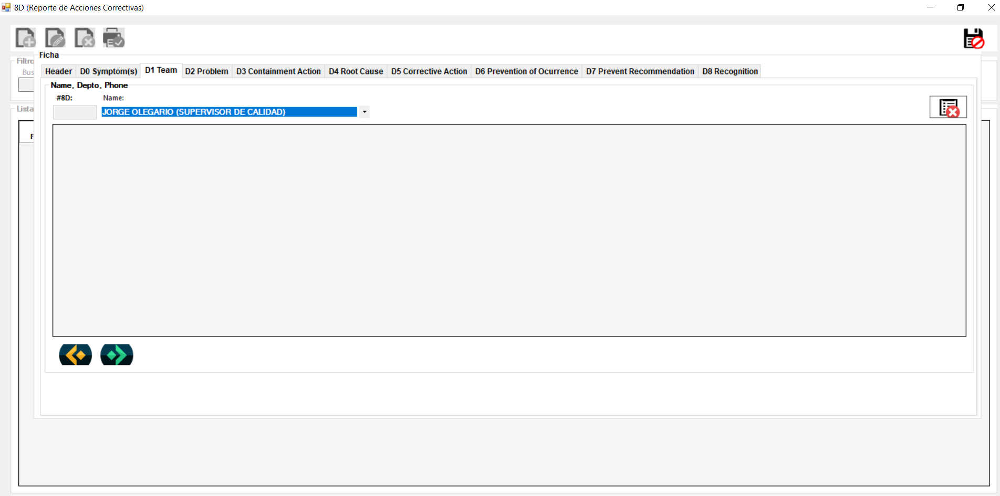 8D (Reporte de Acciones Correctivas)
Ficha
Filtro
Bus
Header D0 Symptom(s) D1 Team D2 Problem D3 Containment Action D4 Root Cause D5 Corrective Action D6 Prevention of Ocurrence D7 Prevent Recommendation D8 Recognition
Name, Depto, Phone
#8D: Name:
Lista
JORGE OLEGARIO (SUPERVISOR DE CALIDAD)
F